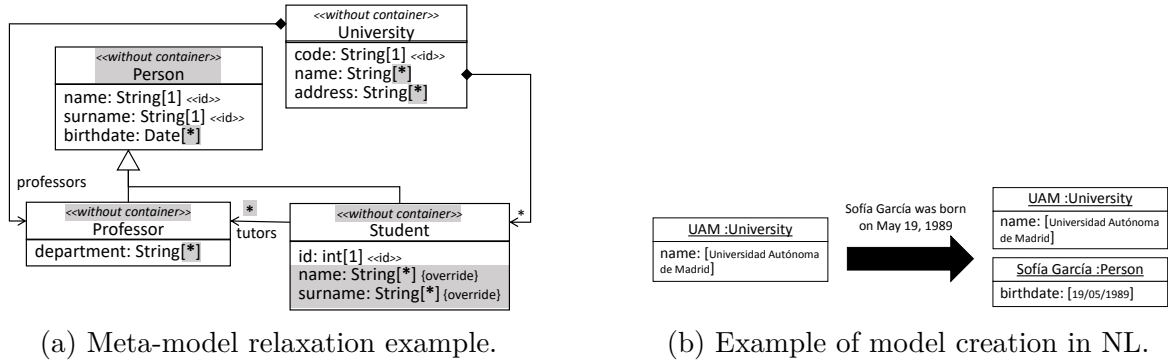 <<without container>>
University
code: String[1] <<id>>
name: String[*]
address: String[*]
<<without container>>
Person
name: String[1] <<id>>
surname: String[1] <<id>>
birthdate: Date[*]
professors
<<without container>>
Professor
department: String[*]
*
tutors
<<without container>>
Student
id: int[1] <<id>>
name: String[*] {override}
surname: String[*] {override}
*
(a) Meta-model relaxation example.
UAM :University
name: [Universidad Autónoma
de Madrid]
Sofía García was born
on May 19, 1989
UAM :University
name: [Universidad Autónoma
de Madrid]
Sofía García :Person
birthdate: [19/05/1989]
(b) Example of model creation in NL.